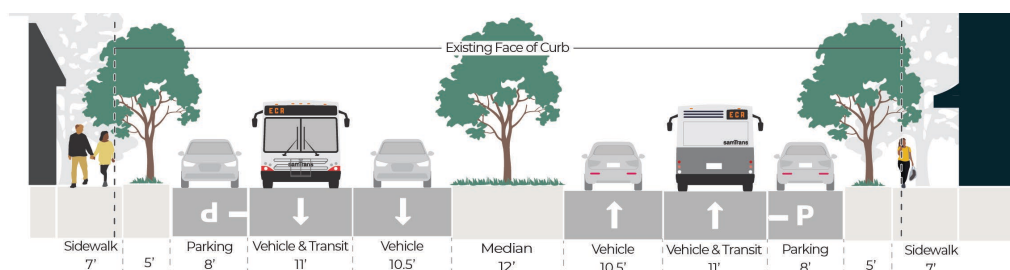 Existing Face of Curb
ECR
samTrans
ECR
samTrans
P
P
Sidewalk
7'
5'
Parking
8'
Vehicle & Transit
11'
Vehicle
10.5'
Median
12'
Vehicle
10.5'
Vehicle & Transit
11'
Parking
8'
5'
Sidewalk
7'